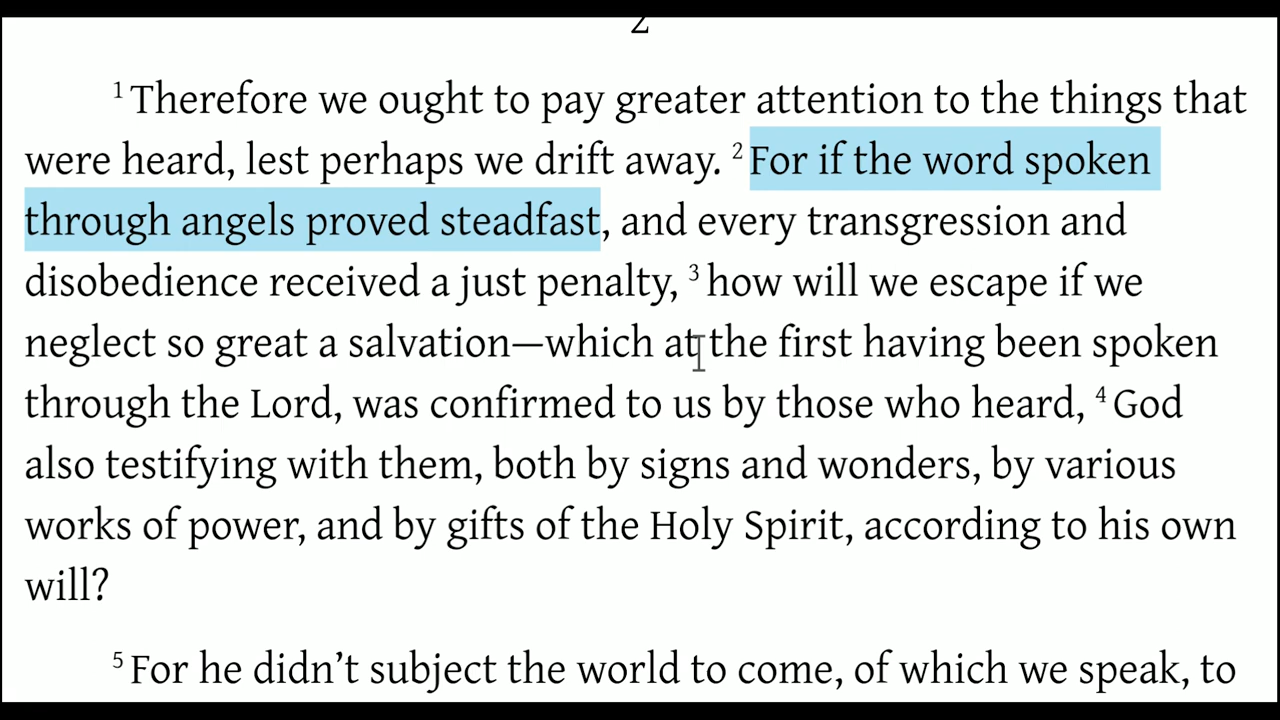 2
1 Therefore we ought to pay greater attention to the things that
were heard, lest perhaps we drift away. 2 For if the word spoken
through angels proved steadfast, and every transgression and
disobedience received a just penalty, 3 how will we escape if we
neglect so great a salvation—which at the first having been spoken
through the Lord, was confirmed to us by those who heard, 4 God
also testifying with them, both by signs and wonders, by various
works of power, and by gifts of the Holy Spirit, according to his own
will?
5 For he didn’t subject the world to come, of which we speak, to